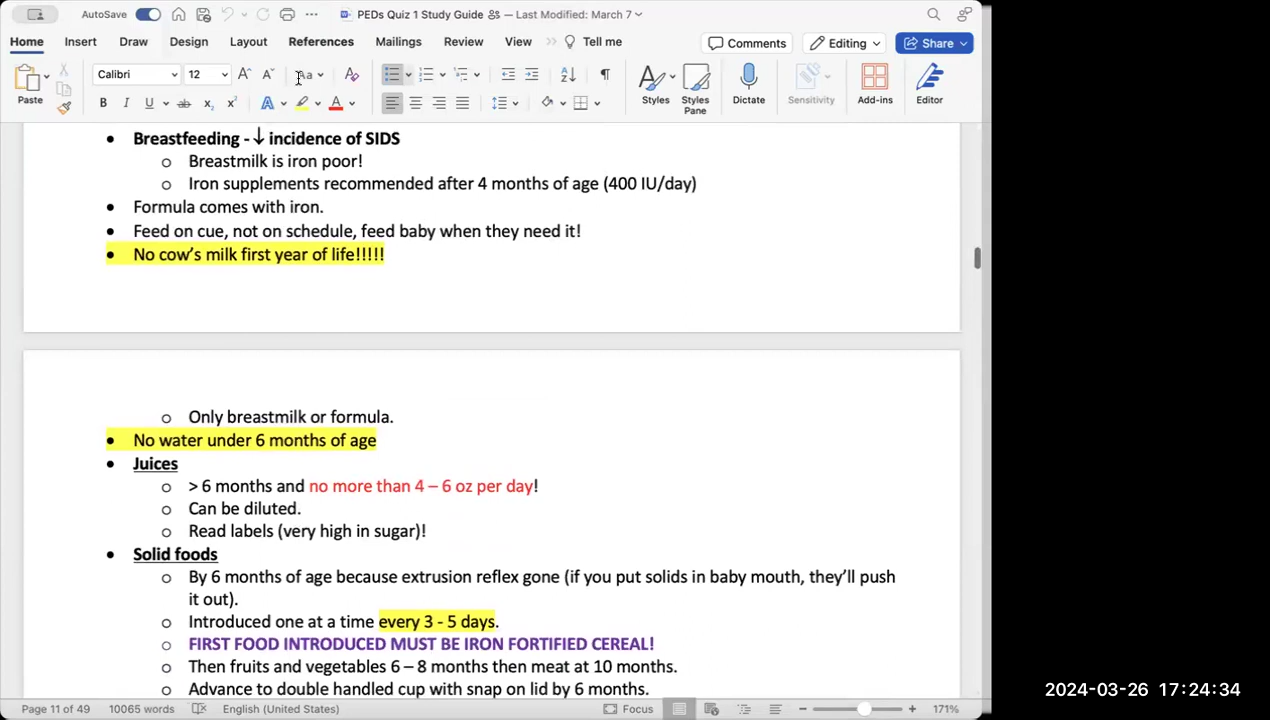 AutoSave
PEDs Quiz 1 Study Guide — Last Modified: March 7
Home Insert Draw Design Layout References Mailings Review View Tell me
Comments Editing Share
Paste
Calibri 12
Styles
Styles Pane
Dictate
Sensitivity
Add-ins
Editor
• Breastfeeding - ↓ incidence of SIDS
o Breastmilk is iron poor!
o Iron supplements recommended after 4 months of age (400 IU/day)
• Formula comes with iron.
• Feed on cue, not on schedule, feed baby when they need it!
• No cow's milk first year of life!!!!!
o Only breastmilk or formula.
• No water under 6 months of age
• Juices
o > 6 months and no more than 4 – 6 oz per day!
o Can be diluted.
o Read labels (very high in sugar)!
• Solid foods
o By 6 months of age because extrusion reflex gone (if you put solids in baby mouth, they'll push
it out).
o Introduced one at a time every 3 - 5 days.
o FIRST FOOD INTRODUCED MUST BE IRON FORTIFIED CEREAL!
o Then fruits and vegetables 6 – 8 months then meat at 10 months.
o Advance to double handled cup with snap on lid by 6 months.
Page 11 of 49 10065 words English (United States) Focus 171%
2024-03-26 17:24:34